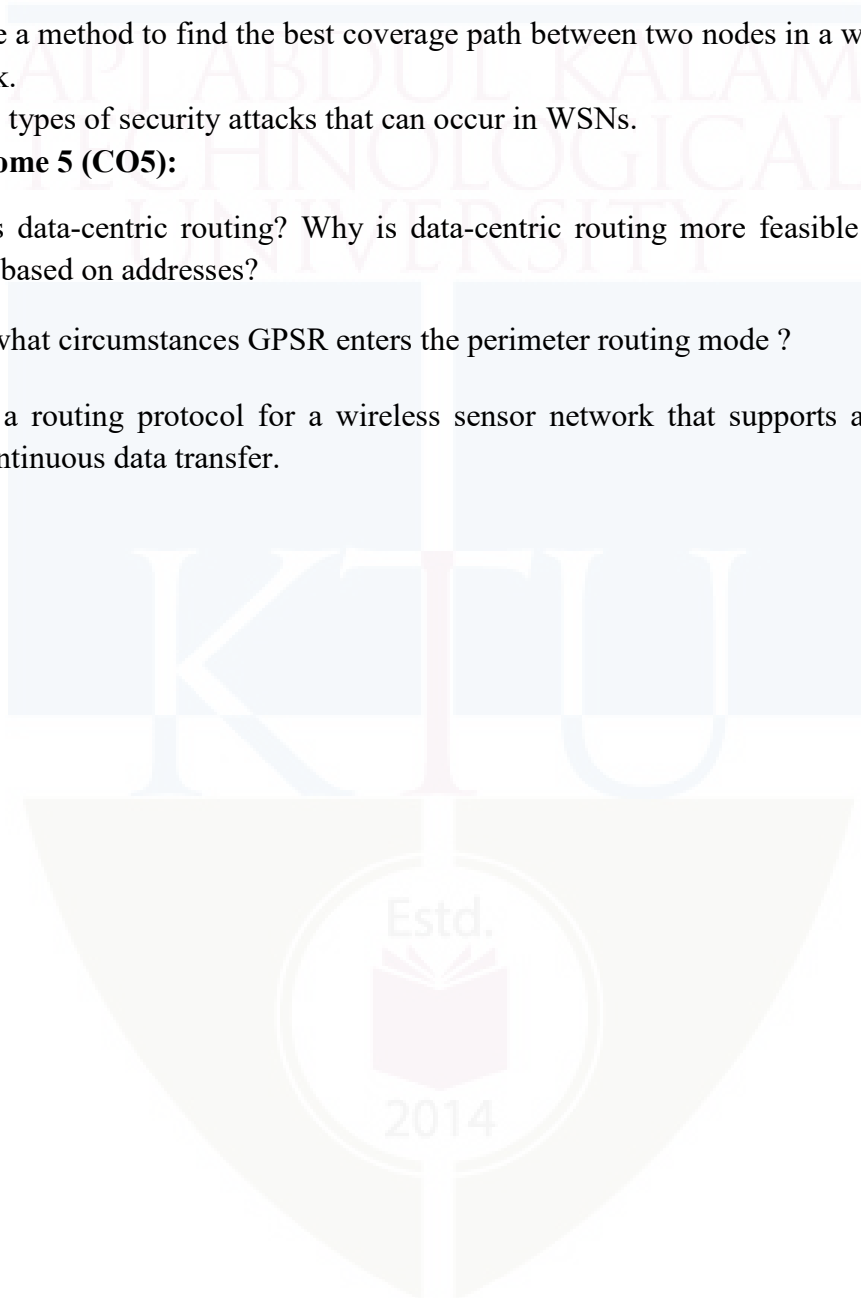 APJ ABDUL KALAM
TECHNOLOGICAL
UNIVERSITY
e a method to find the best coverage path between two nodes in a w
k.
types of security attacks that can occur in WSNs.
ome 5 (CO5):
s data-centric routing? Why is data-centric routing more feasible
based on addresses?
what circumstances GPSR enters the perimeter routing mode ?
a routing protocol for a wireless sensor network that supports a
ntinuous data transfer.
KTU
Estd.
2014